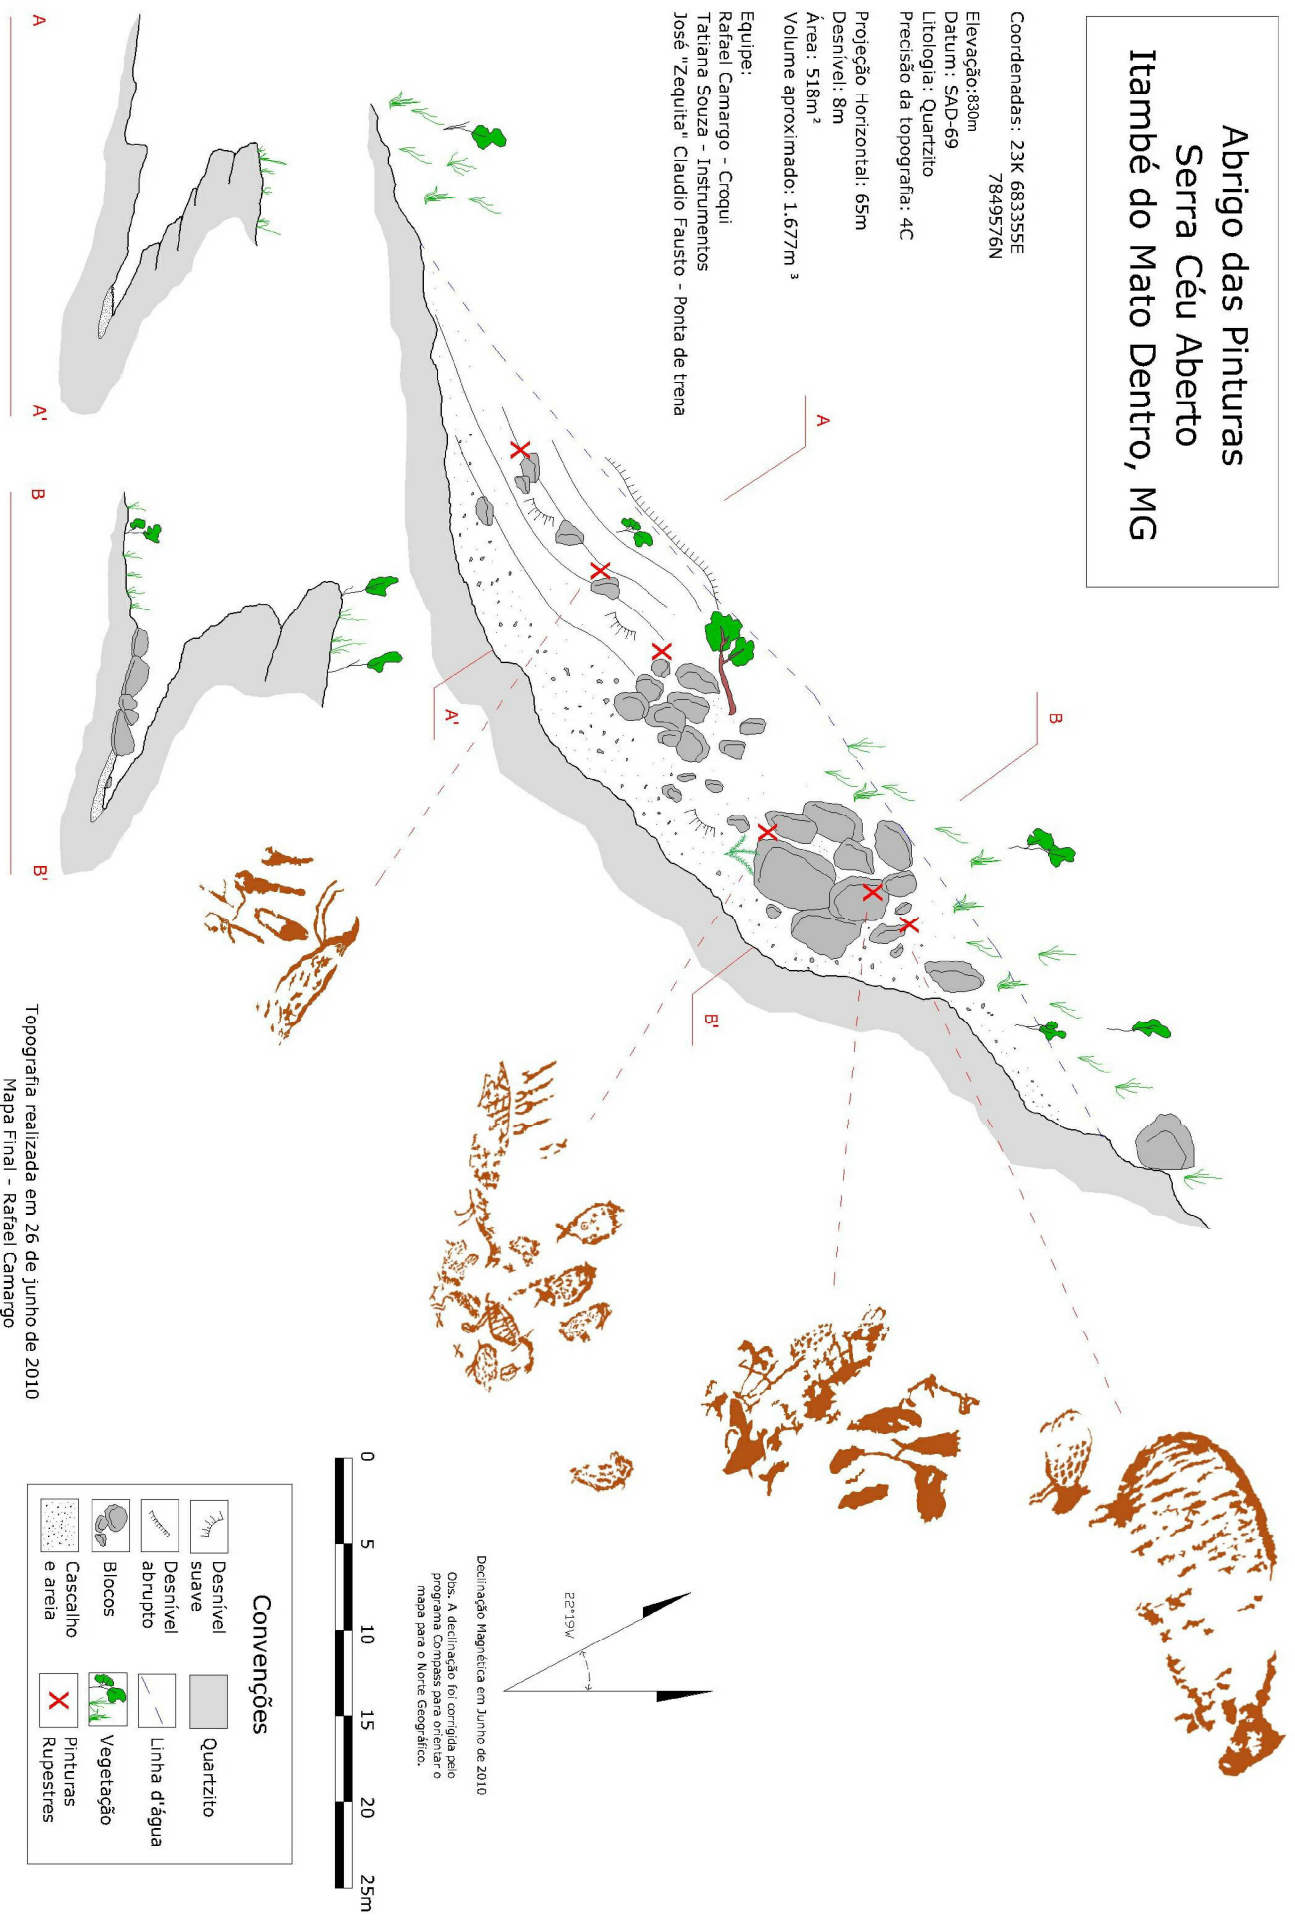 Abrigo das Pinturas
Serra Céu Aberto
Itambé do Mato Dentro, MG
Coordenadas: 23K 683355E
7849576N
Elevação:830m
Datum: SAD-69
Litologia: Quartzito
Precisão da topografia: 4C
Projeção Horizontal: 65m
Desnível: 8m
Área: 518m²
Volume aproximado: 1.677m³
Equipe:
Rafael Camargo - Croqui
Tatiana Souza - Instrumentos
José "Zequita" Claudio Fausto - Ponta de trena
A
A'
B
B'
A
A'
B
B'
Topografia realizada em 26 de junho de 2010
Mapa Final - Rafael Camargo
22°19W
Declinação Magnética em Junho de 2010
Obs. A declinação foi corrigida pelo
programa Compass para orientar o
mapa para o Norte Geográfico.
0 5 10 15 20 25m
Convenções
Desnível
suave
Quartzito
Desnível
abrupto
Linha d'água
Blocos
Vegetação
Cascalho
e areia
Pinturas
Rupestres